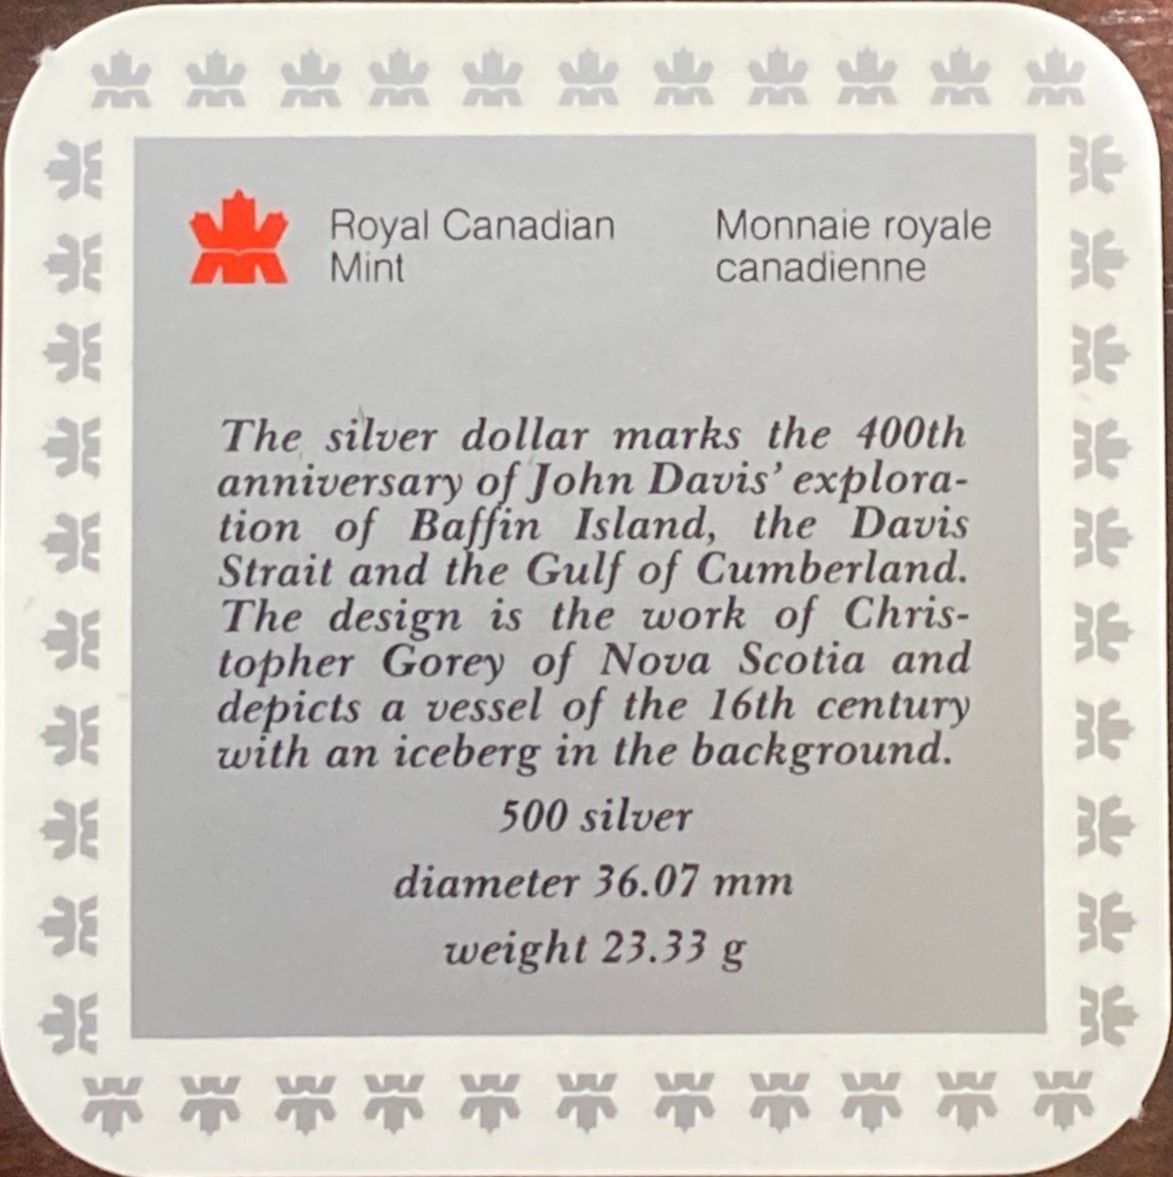 Royal Canadian
Mint
Monnaie royale
canadienne
The silver dollar marks the 400th
anniversary of John Davis' explora-
tion of Baffin Island, the Davis
Strait and the Gulf of Cumberland.
The design is the work of Chris-
topher Gorey of Nova Scotia and
depicts a vessel of the 16th century
with an iceberg in the background.
500 silver
diameter 36.07 mm
weight 23.33 g